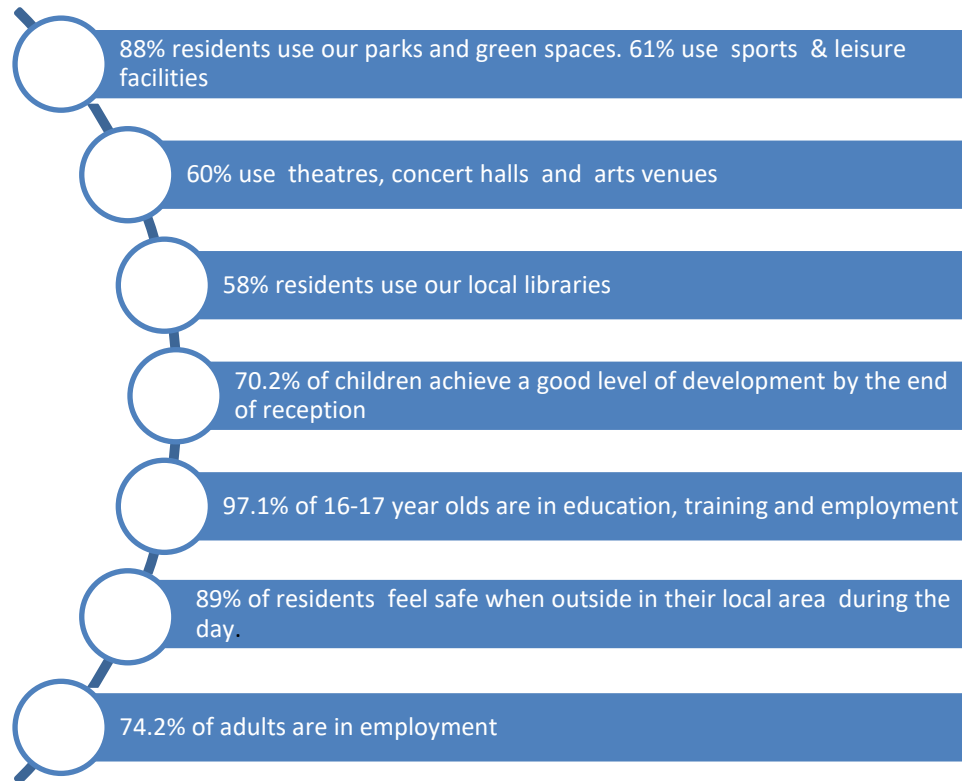 88% residents use our parks and green spaces. 61% use  sports  & leisure
facilities
60% use  theatres, concert halls  and  arts venues
58% residents use our local libraries
70.2% of children achieve a good level of development by the end
of reception
97.1% of 16-17 year olds are in education, training and employment
89% of residents  feel safe when outside in their local area  during the
day.
74.2% of adults are in employment